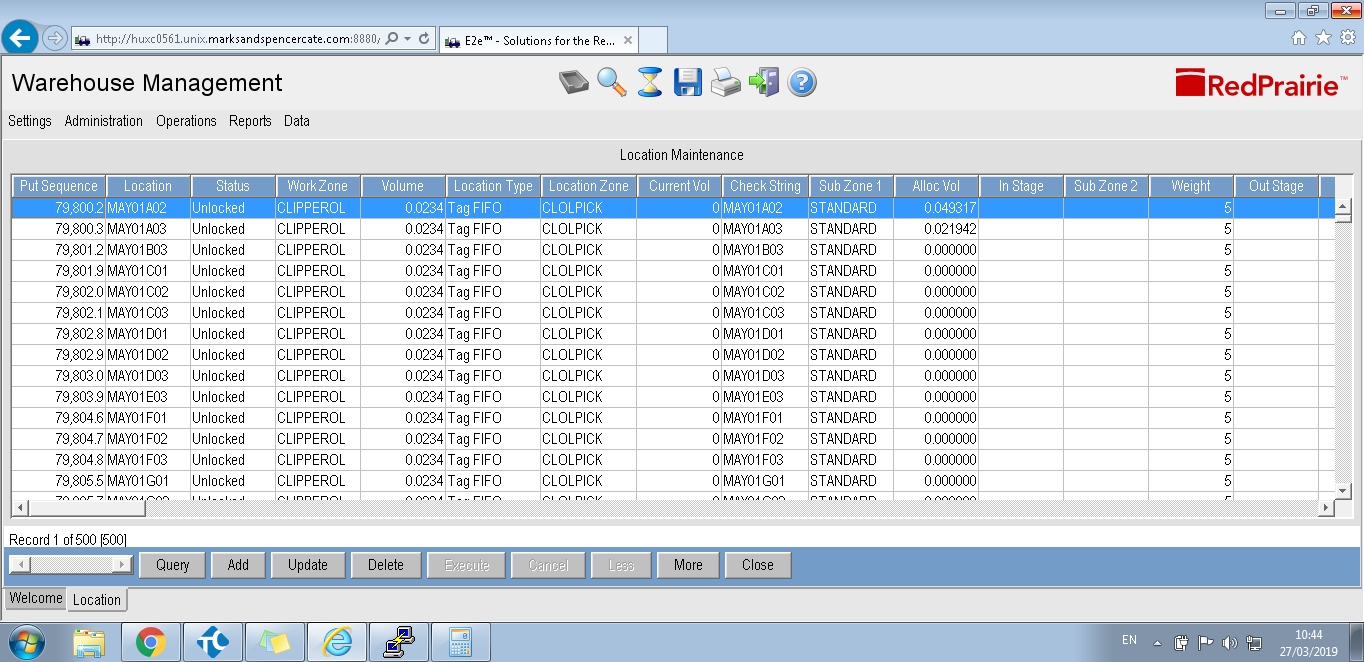 http://huxc0561.unix.marksandspencercate.com:8880/
E2e™ - Solutions for the Re...
Warehouse Management
RedPrairie™
Settings Administration Operations Reports Data
Location Maintenance
Put Sequence Location Status Work Zone Volume Location Type Location Zone Current Vol Check String Sub Zone 1 Alloc Vol In Stage Sub Zone 2 Weight Out Stage
79,800.2 MAY01A02 Unlocked CLIPPEROL 0.0234 Tag FIFO CLOLPICK 0 MAY01A02 STANDARD 0.049317 5
79,800.3 MAY01A03 Unlocked CLIPPEROL 0.0234 Tag FIFO CLOLPICK 0 MAY01A03 STANDARD 0.021942 5
79,801.2 MAY01B03 Unlocked CLIPPEROL 0.0234 Tag FIFO CLOLPICK 0 MAY01B03 STANDARD 0.000000 5
79,801.9 MAY01C01 Unlocked CLIPPEROL 0.0234 Tag FIFO CLOLPICK 0 MAY01C01 STANDARD 0.000000 5
79,802.0 MAY01C02 Unlocked CLIPPEROL 0.0234 Tag FIFO CLOLPICK 0 MAY01C02 STANDARD 0.000000 5
79,802.1 MAY01C03 Unlocked CLIPPEROL 0.0234 Tag FIFO CLOLPICK 0 MAY01C03 STANDARD 0.000000 5
79,802.8 MAY01D01 Unlocked CLIPPEROL 0.0234 Tag FIFO CLOLPICK 0 MAY01D01 STANDARD 0.000000 5
79,802.9 MAY01D02 Unlocked CLIPPEROL 0.0234 Tag FIFO CLOLPICK 0 MAY01D02 STANDARD 0.000000 5
79,803.0 MAY01D03 Unlocked CLIPPEROL 0.0234 Tag FIFO CLOLPICK 0 MAY01D03 STANDARD 0.000000 5
79,803.9 MAY01E03 Unlocked CLIPPEROL 0.0234 Tag FIFO CLOLPICK 0 MAY01E03 STANDARD 0.000000 5
79,804.6 MAY01F01 Unlocked CLIPPEROL 0.0234 Tag FIFO CLOLPICK 0 MAY01F01 STANDARD 0.000000 5
79,804.7 MAY01F02 Unlocked CLIPPEROL 0.0234 Tag FIFO CLOLPICK 0 MAY01F02 STANDARD 0.000000 5
79,804.8 MAY01F03 Unlocked CLIPPEROL 0.0234 Tag FIFO CLOLPICK 0 MAY01F03 STANDARD 0.000000 5
79,805.5 MAY01G01 Unlocked CLIPPEROL 0.0234 Tag FIFO CLOLPICK 0 MAY01G01 STANDARD 0.000000 5
Record 1 of 500 [500]
Query Add Update Delete Execute Cancel Less More Close
Welcome Location
EN
10:44
27/03/2019